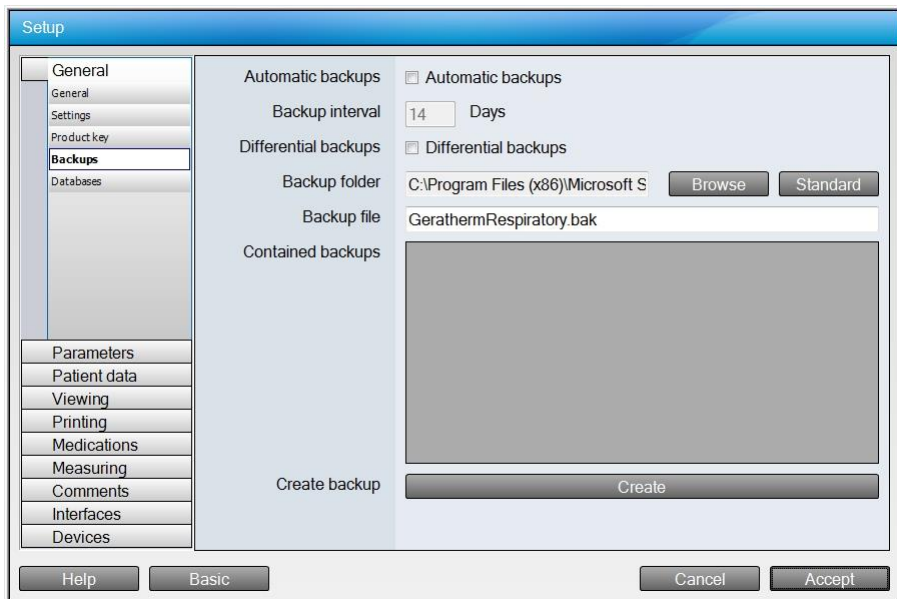 Setup
General
General
Settings
Product key
Backups
Databases
Parameters
Patient data
Viewing
Printing
Medications
Measuring
Comments
Interfaces
Devices
Automatic backups Automatic backups
Backup interval 14 Days
Differential backups Differential backups
Backup folder C:\Program Files (x86)\Microsoft S Browse Standard
Backup file GerathermRespiratory.bak
Contained backups
Create backup Create
Help Basic Cancel Accept